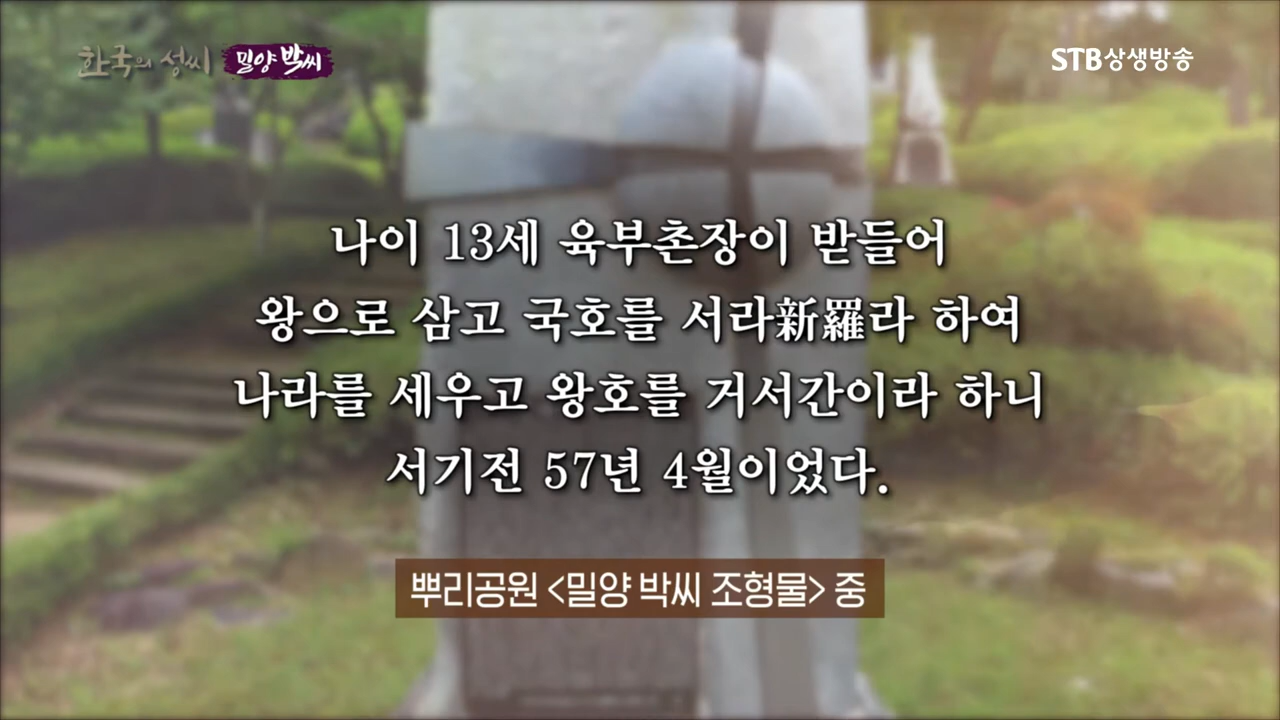 한국의 성씨 밀양 박씨
STB상생방송
나이 13세 육부촌장이 받들어
왕으로 삼고 국호를 서라新羅라 하여
나라를 세우고 왕호를 거서간이라 하니
서기전 57년 4월이었다.
뿌리공원 <밀양 박씨 조형물> 중